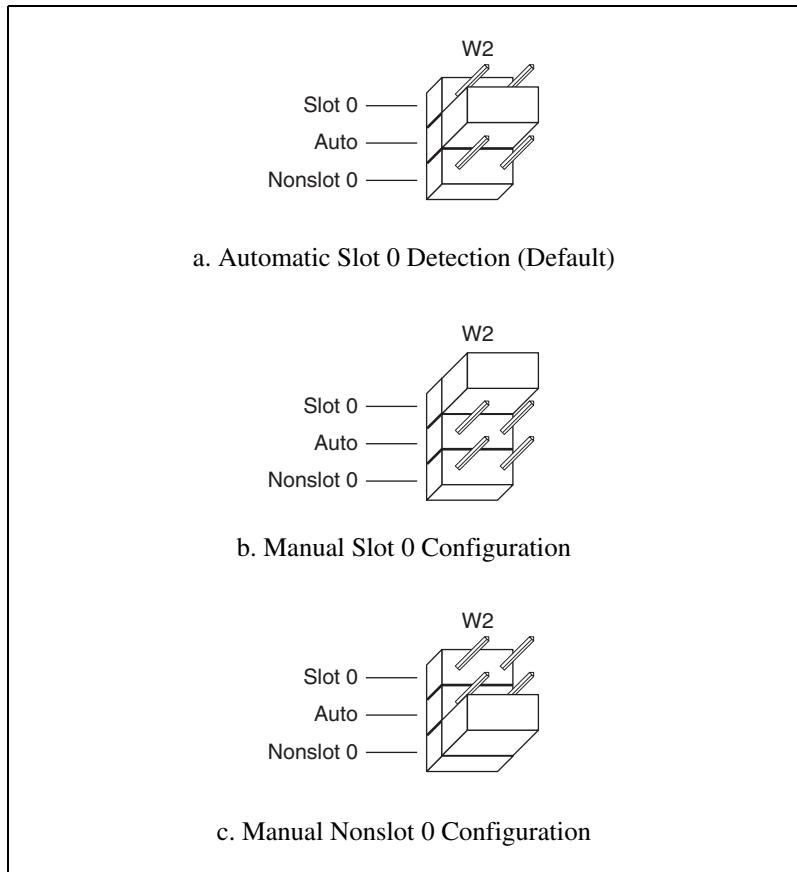 W2
Slot 0
Auto
Nonslot 0
a. Automatic Slot 0 Detection (Default)
W2
Slot 0
Auto
Nonslot 0
b. Manual Slot 0 Configuration
W2
Slot 0
Auto
Nonslot 0
c. Manual Nonslot 0 Configuration